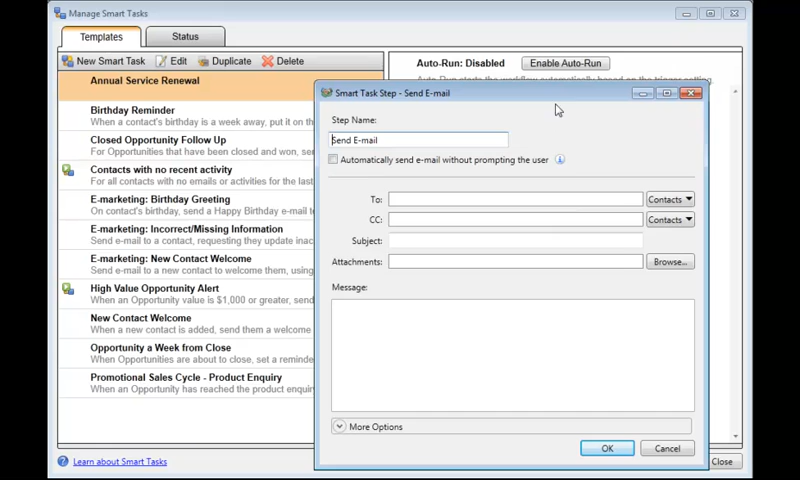 Manage Smart Tasks
Templates
Status
New Smart Task
Edit
Duplicate
Delete
Auto-Run: Disabled
Enable Auto-Run
Annual Service Renewal
Birthday Reminder
When a contact's birthday is a week away, put it on th
Closed Opportunity Follow Up
For Opportunities that have been closed and won, sen
Contacts with no recent activity
For all contacts with no emails or activities for the last
E-marketing: Birthday Greeting
On contact's birthday, send a Happy Birthday e-mail t
E-marketing: Incorrect/Missing Information
Send e-mail to a contact, requesting they update inac
E-marketing: New Contact Welcome
Send e-mail to a new contact to welcome them, using
High Value Opportunity Alert
When an Opportunity value is $1,000 or greater, send
New Contact Welcome
When a new contact is added, send them a welcome
Opportunity a Week from Close
When Opportunities are about to close, set a reminde
Promotional Sales Cycle - Product Enquiry
When an Opportunity has reached the product enquir
Learn about Smart Tasks
Close
Smart Task Step - Send E-mail
Step Name:
Send E-mail
Automatically send e-mail without prompting the user
To:
Contacts
CC:
Contacts
Subject:
Attachments:
Browse...
Message:
More Options
OK
Cancel